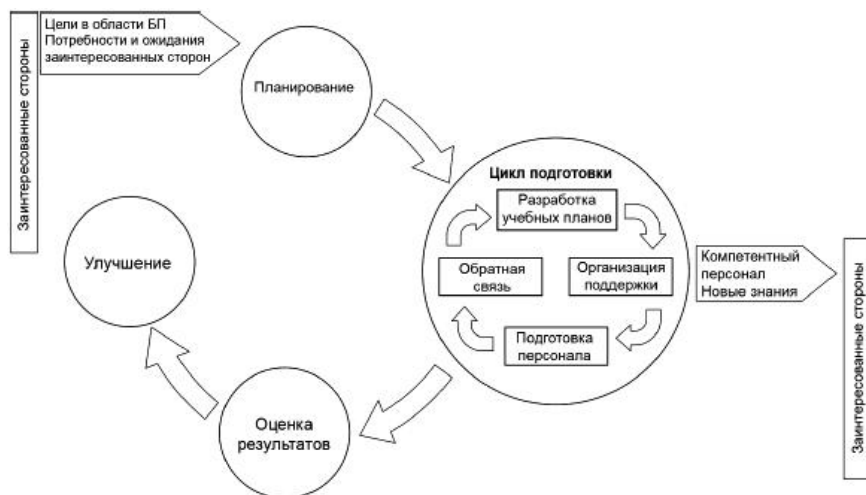 Заинтересованные стороны
Цели в области БП
Потребности и ожидания
заинтересованных сторон
Планирование
Цикл подготовки
Разработка
учебных планов
Обратная
связь
Организация
поддержки
Подготовка
персонала
Компетентный
персонал
Новые знания
Заинтересованные стороны
Улучшение
Оценка
результатов